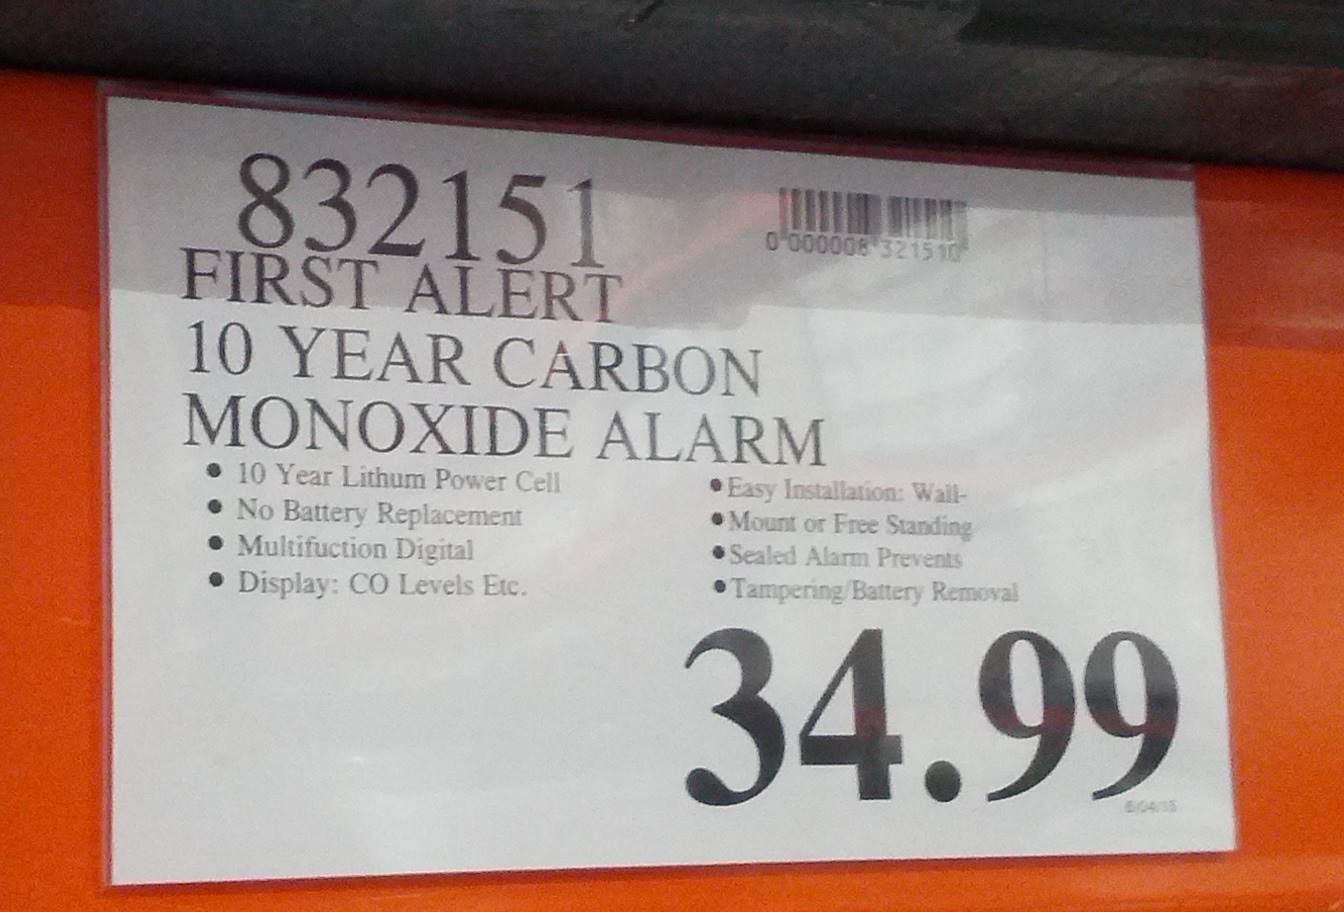 832151
0 000008 321510
FIRST ALERT
10 YEAR CARBON
MONOXIDE ALARM
• 10 Year Lithum Power Cell
• No Battery Replacement
• Multifuction Digital
• Display: CO Levels Etc.
• Easy Installation: Wall-
• Mount or Free Standing
• Sealed Alarm Prevents
• Tampering/Battery Removal
34.99